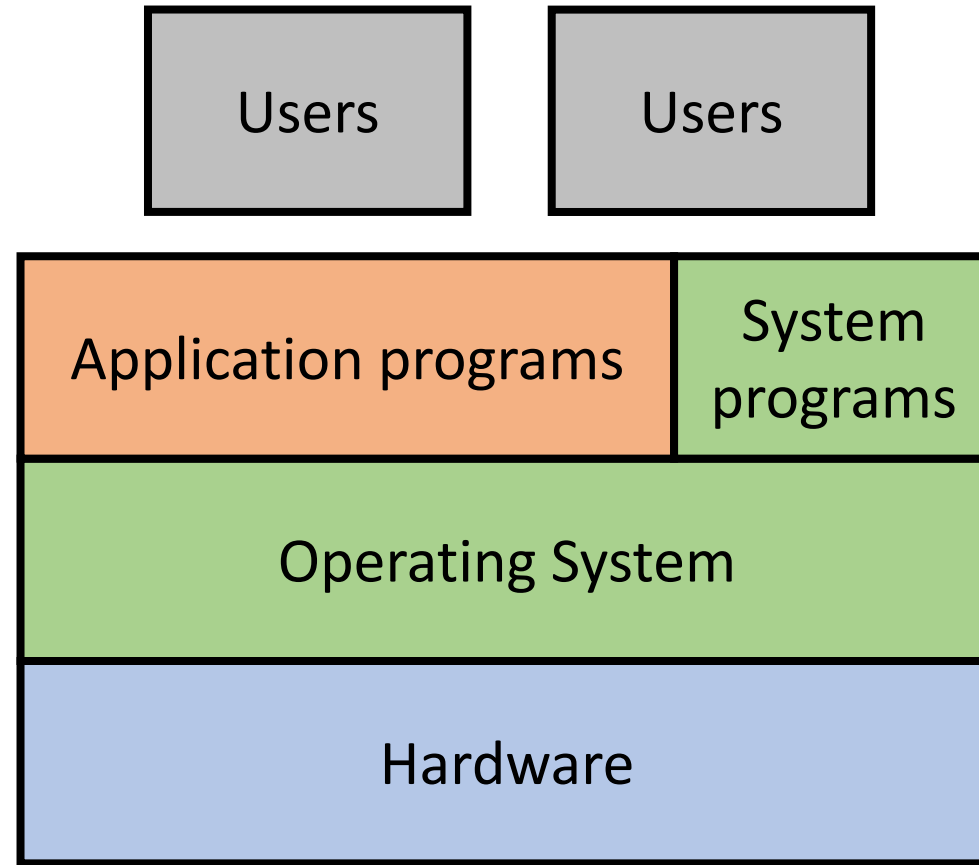 Users
Users
Application programs
System
programs
Operating System
Hardware